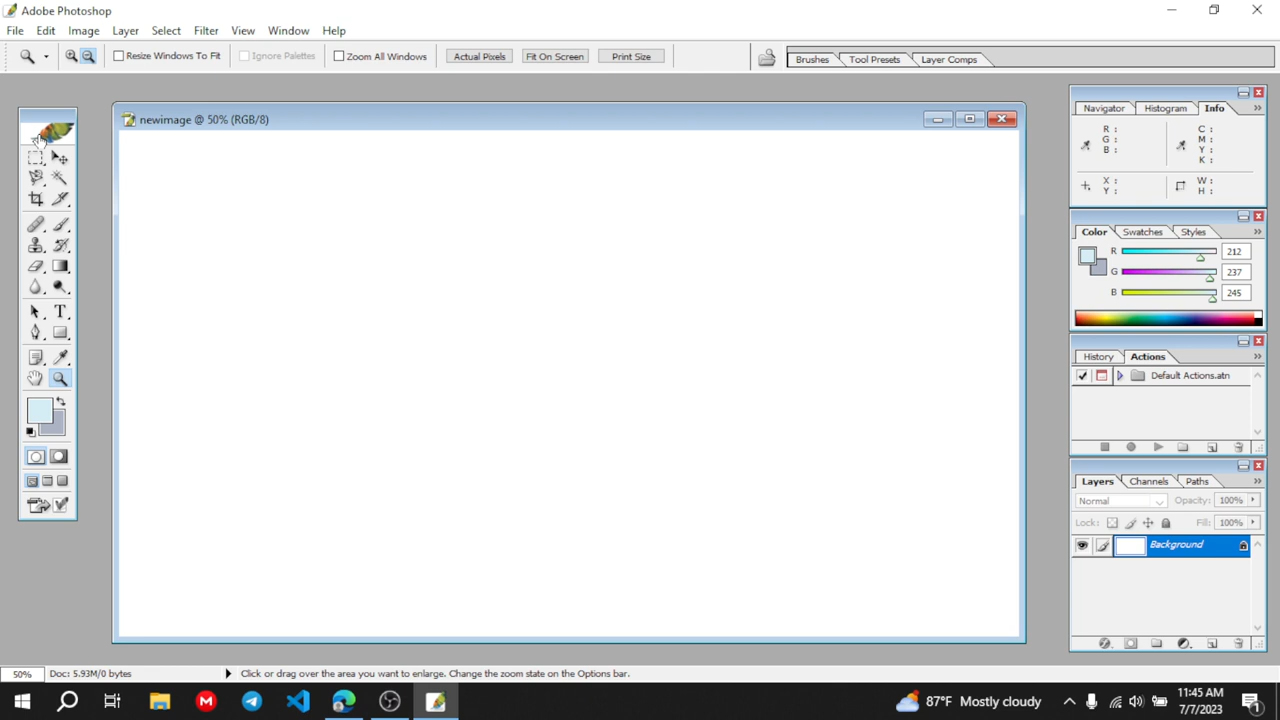 Adobe Photoshop
File Edit Image Layer Select Filter View Window Help
Resize Windows To Fit Ignore Palettes Zoom All Windows Actual Pixels Fit On Screen Print Size Brushes Tool Presets Layer Comps
newimage @ 50% (RGB/8)
Navigator Histogram Info
R : C :
G : M :
B : Y :
K :
X : W :
Y : H :
Color Swatches Styles
R 212
G 237
B 245
History Actions
Default Actions.atn
Layers Channels Paths
Normal Opacity: 100%
Lock: Fill: 100%
Background
50% Doc: 5.93M/0 bytes Click or drag over the area you want to enlarge. Change the zoom state on the Options bar.
87°F Mostly cloudy
11:45 AM
7/7/2023